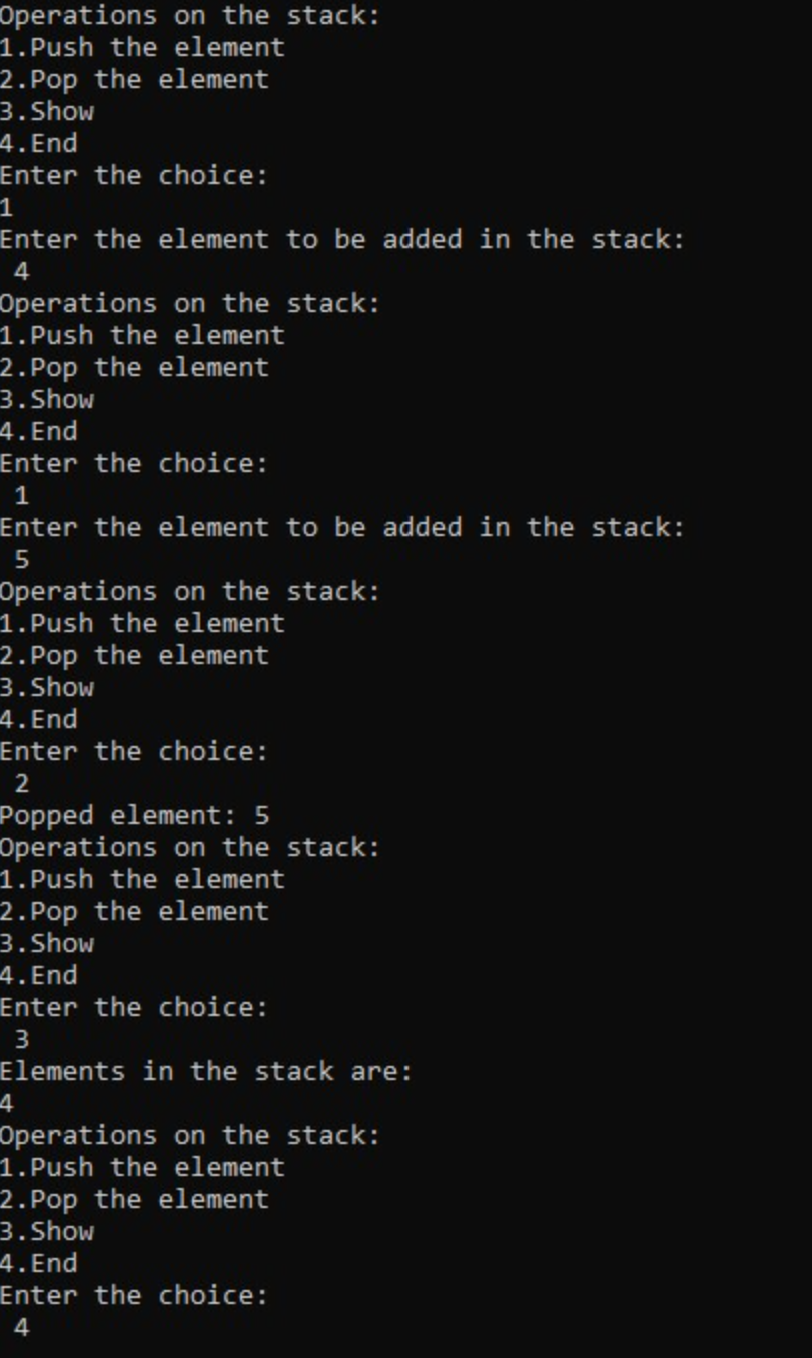 Operations on the stack:
1.Push the element
2.Pop the element
3.Show
4.End
Enter the choice:
1
Enter the element to be added in the stack:
4
Operations on the stack:
1.Push the element
2.Pop the element
3.Show
4.End
Enter the choice:
1
Enter the element to be added in the stack:
5
Operations on the stack:
1.Push the element
2.Pop the element
3.Show
4.End
Enter the choice:
2
Popped element: 5
Operations on the stack:
1.Push the element
2.Pop the element
3.Show
4.End
Enter the choice:
3
Elements in the stack are:
4
Operations on the stack:
1.Push the element
2.Pop the element
3.Show
4.End
Enter the choice:
4